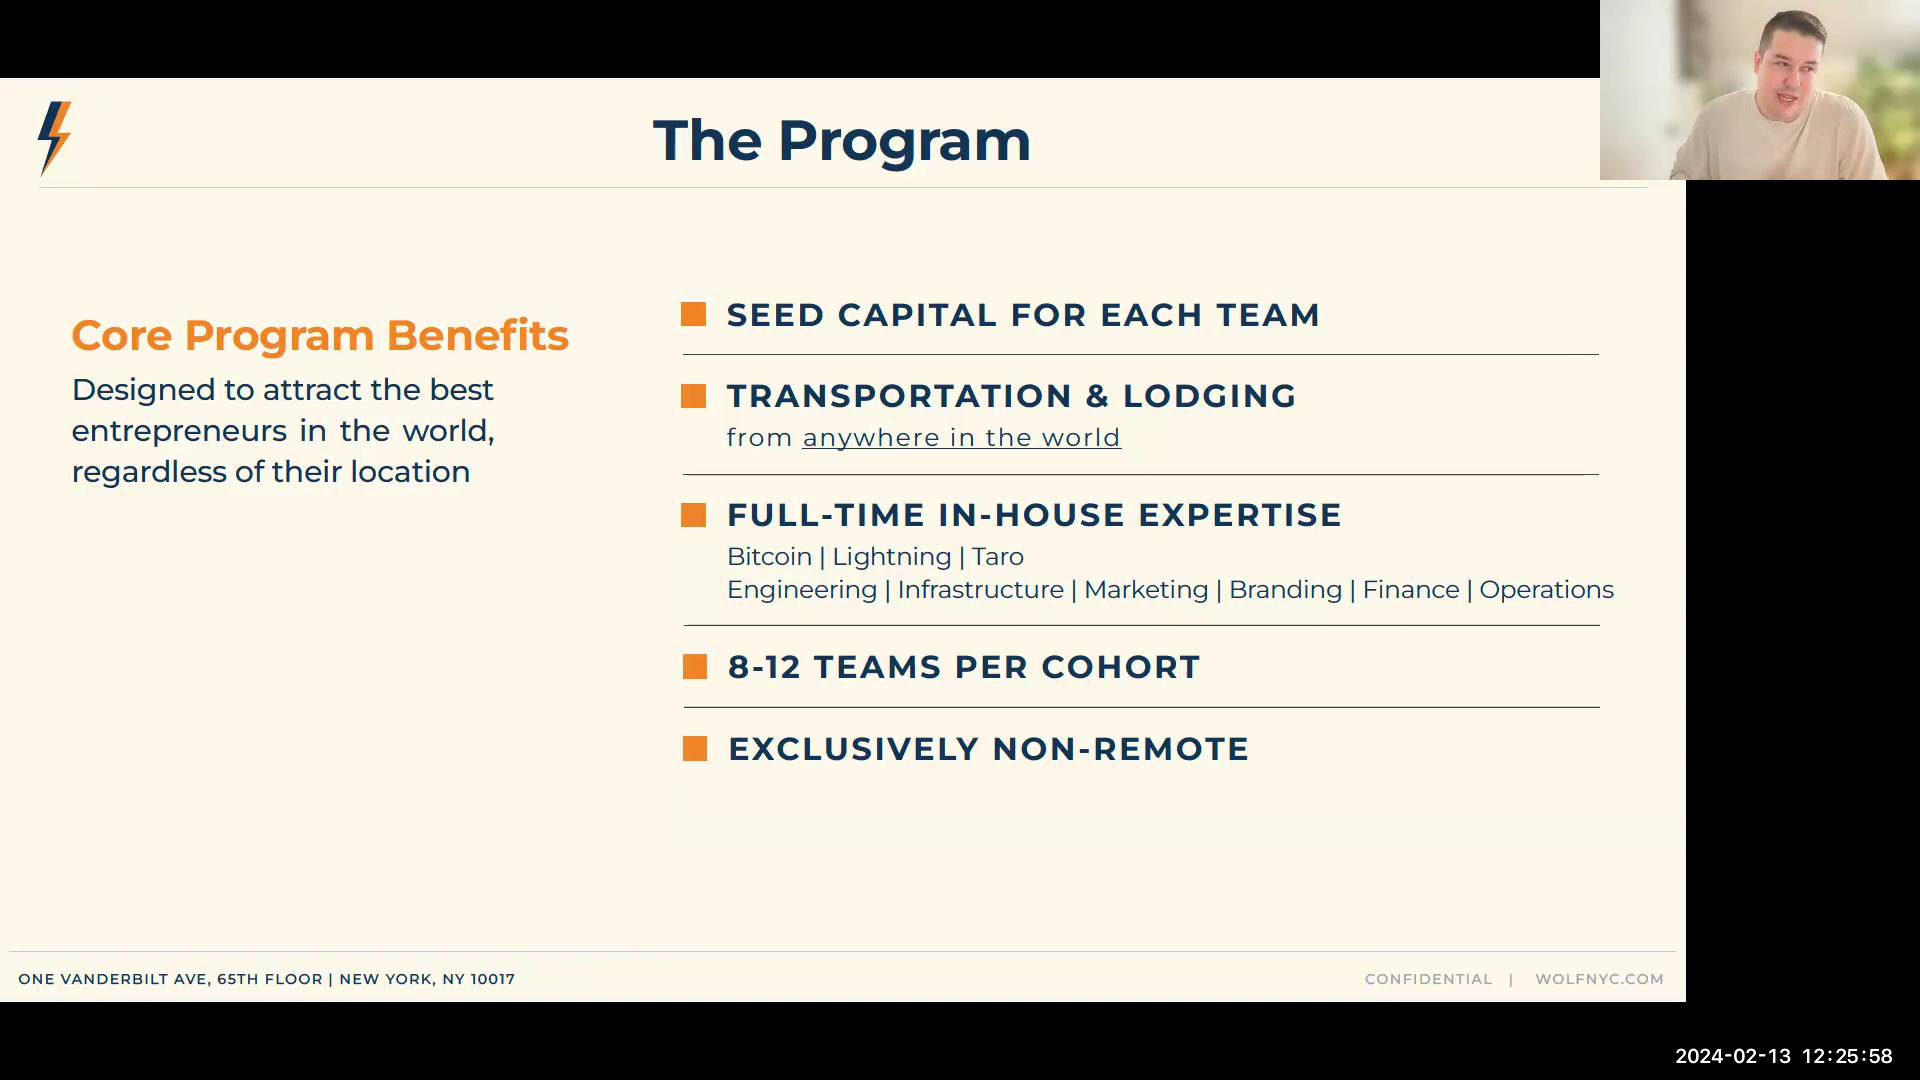 The Program
Core Program Benefits
Designed to attract the best
entrepreneurs in the world,
regardless of their location
SEED CAPITAL FOR EACH TEAM
TRANSPORTATION & LODGING
from anywhere in the world
FULL-TIME IN-HOUSE EXPERTISE
Bitcoin | Lightning | Taro
Engineering | Infrastructure | Marketing | Branding | Finance | Operations
8-12 TEAMS PER COHORT
EXCLUSIVELY NON-REMOTE
ONE VANDERBILT AVE, 65TH FLOOR | NEW YORK, NY 10017
CONFIDENTIAL | WOLFNYC.COM
2024-02-13 12:25:58